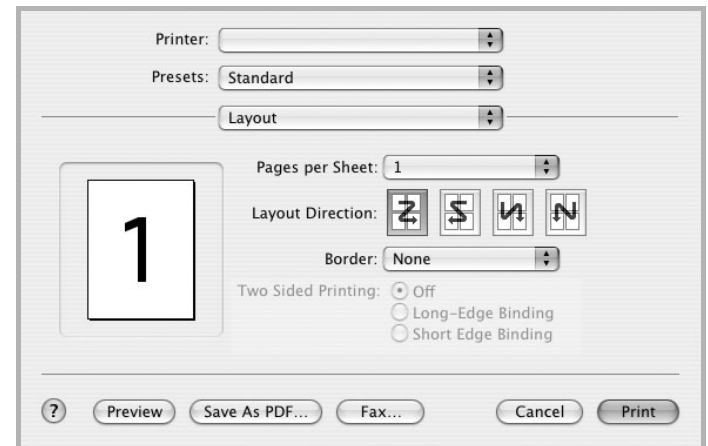 Printer:
Presets: Standard
Layout
Pages per Sheet: 1
Layout Direction:
Border: None
Two Sided Printing: Off
Long-Edge Binding
Short Edge Binding
1
? Preview Save As PDF... Fax... Cancel Print